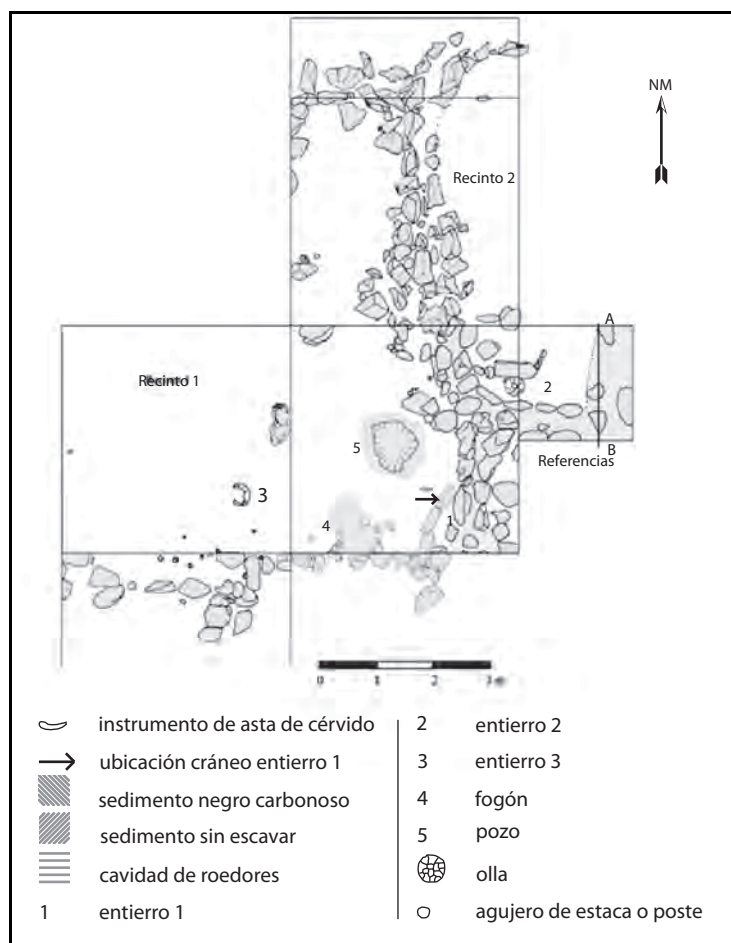 NM
Recinto 2
A
Recinto 1
2
5
B
Referencias
3
4
1
0 1 2 3 m
instrumento de asta de cérvido
ubicación cráneo entierro 1
sedimento negro carbonoso
sedimento sin escavar
cavidad de roedores
1 entierro 1
2 entierro 2
3 entierro 3
4 fogón
5 pozo
olla
agujero de estaca o poste